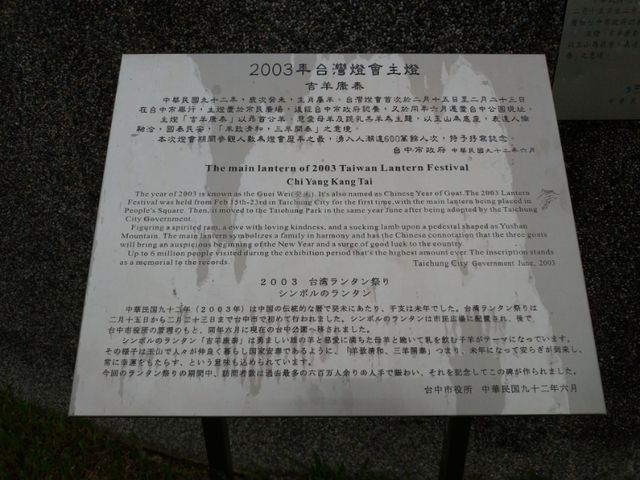 2003年台灣燈會主燈
吉羊康泰
中華民國九十二年，歲次癸未，生肖屬羊。台灣燈會首次於二月十五日至二月二十三日
在台中市舉行，主燈置於市民廣場，
台中市政府認養，又於同年六月遷至台中公園現址。
主燈「吉羊康泰」以
公羊、慈愛母羊及跪乳羔羊為主題，以玉山為底座，表達人倫
融洽，國泰民安，「羊致清和，三羊開泰」之意境。
本次燈會期間參觀人數為燈會歷年之最，湧入人潮達600萬餘人次，特予抒采誌念。
台中市政府 中華民國九十二年六月
The main lantern of 2003 Taiwan Lantern Festival
Chi Yang Kang Tai
The year of 2003 is known as the Guei Wei(癸未). It's also named as Chinese Year of Goat.The 2003 Lantern
Festival was held from Feb 15th-23rd in Taichung City for the first time,with the main lantern being placed in
People's Square. Then, it moved to the Taichung Park in the same year June after being adopted by the Taichung
City Government.
Figuring a spirited ram, a ewe with loving kindness, and a sucking lamb upon a pedestal shaped as Yushan
Mountain. The main lantern symbolizes a family in harmony and has the Chinese connotation that the three goats
will bring an auspicious beginning of the New Year and a surge of good luck to the country.
Up to 6 million people visited during the exhibition period that's the highest amount ever. The inscription stands
as a memorial to the records.
Taichung City Government June, 2003
2003 台湾ランタン祭り
シンボルのランタン
中華民国九十二年（2003年）は中国の伝統的な暦で癸未にあたり、干支は未年でした。台湾ランタン祭りは
二月十五日から二月二十三日まで台中市で初めて行われました。シンボルのランタンは市民広場に配置され、後で
台中市役所の管理のもと、同年六月に現在の台中公園へ移されました。
シンボルのランタン「吉羊康泰」は勇ましい雄の羊と慈愛に満ちた母羊と跪いて乳を飲む子羊がテーマになっています。
その様子は玉山で人々が仲良く暮らし国家安泰であるように、「羊致清和、三羊開泰」つまり、未年になって安らぎが到来し、
常に幸運をもたらす、という意味も込められています。
今回のランタン祭りの期間中、訪問者数は過去最多の六百万人余りの人手で賑わい、それを記念してこの碑が作られました。
台中市役所 中華民国九十二年六月